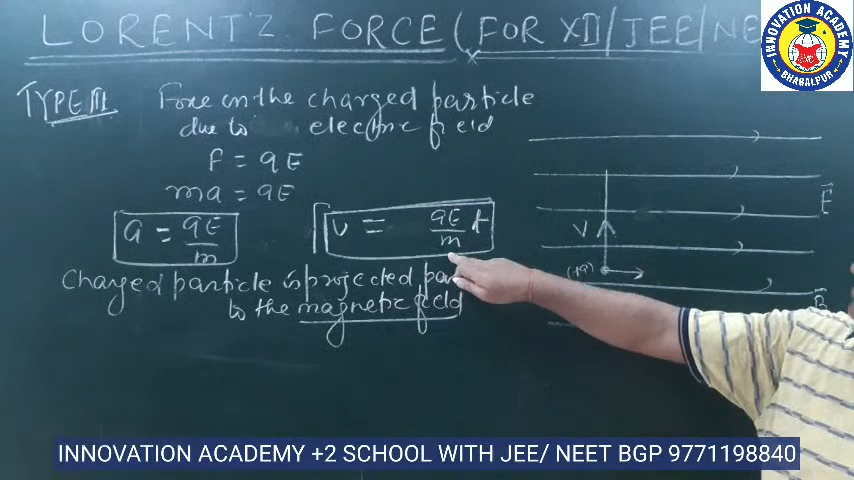 LORENT'Z FORCE (FOR XII/JEE/NE
INNOVATION ACADEMY
BHAGALPUR
TYPE III Force on the charged particle
due to electric field
F = qE
ma = qE
a = qE/m
v = qE/m t
Charged particle is projected par
to the magnetic field
E
V
(+q)
B
INNOVATION ACADEMY +2 SCHOOL WITH JEE/ NEET BGP 9771198840